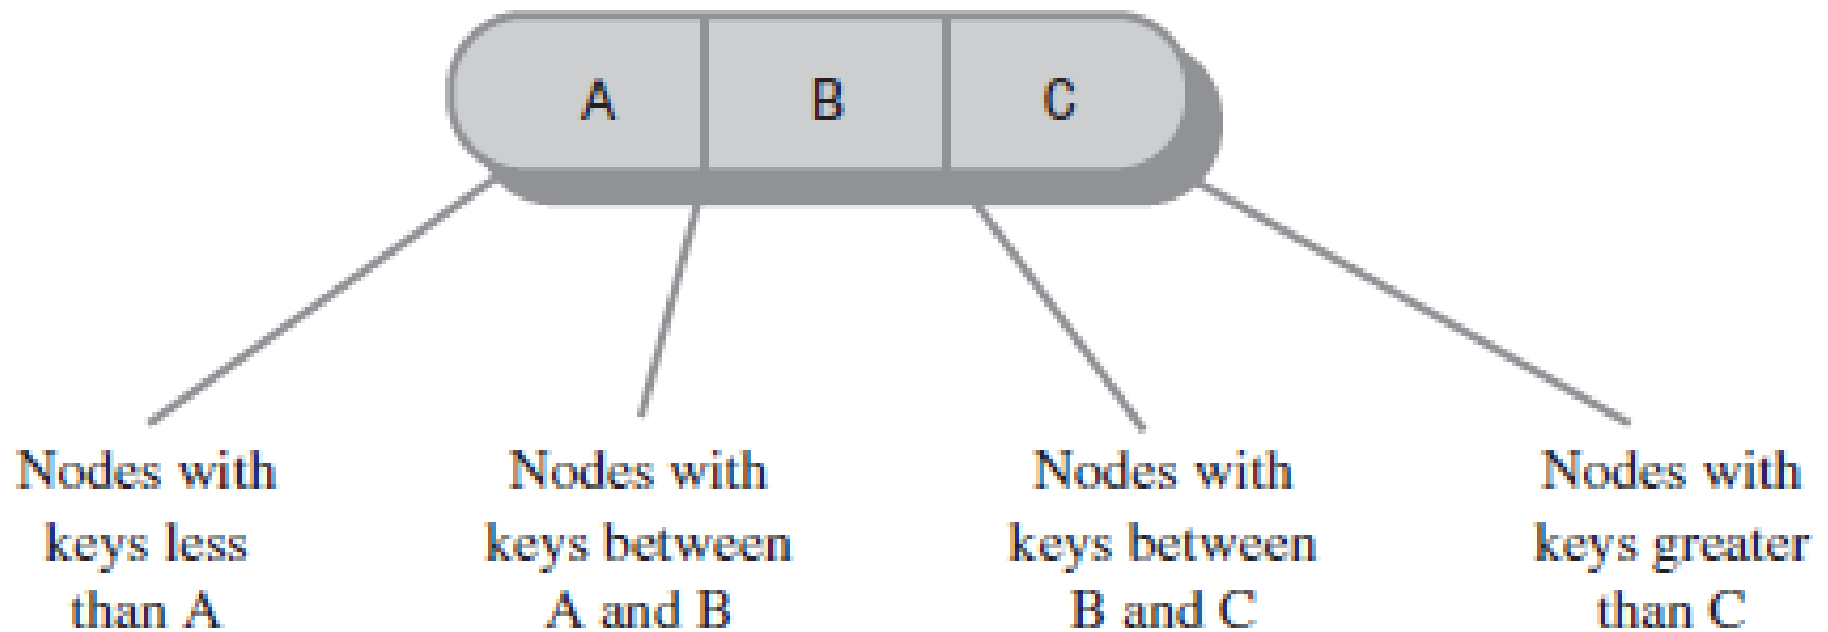 A B C
Nodes with
keys less
than A
Nodes with
keys between
A and B
Nodes with
keys between
B and C
Nodes with
keys greater
than C